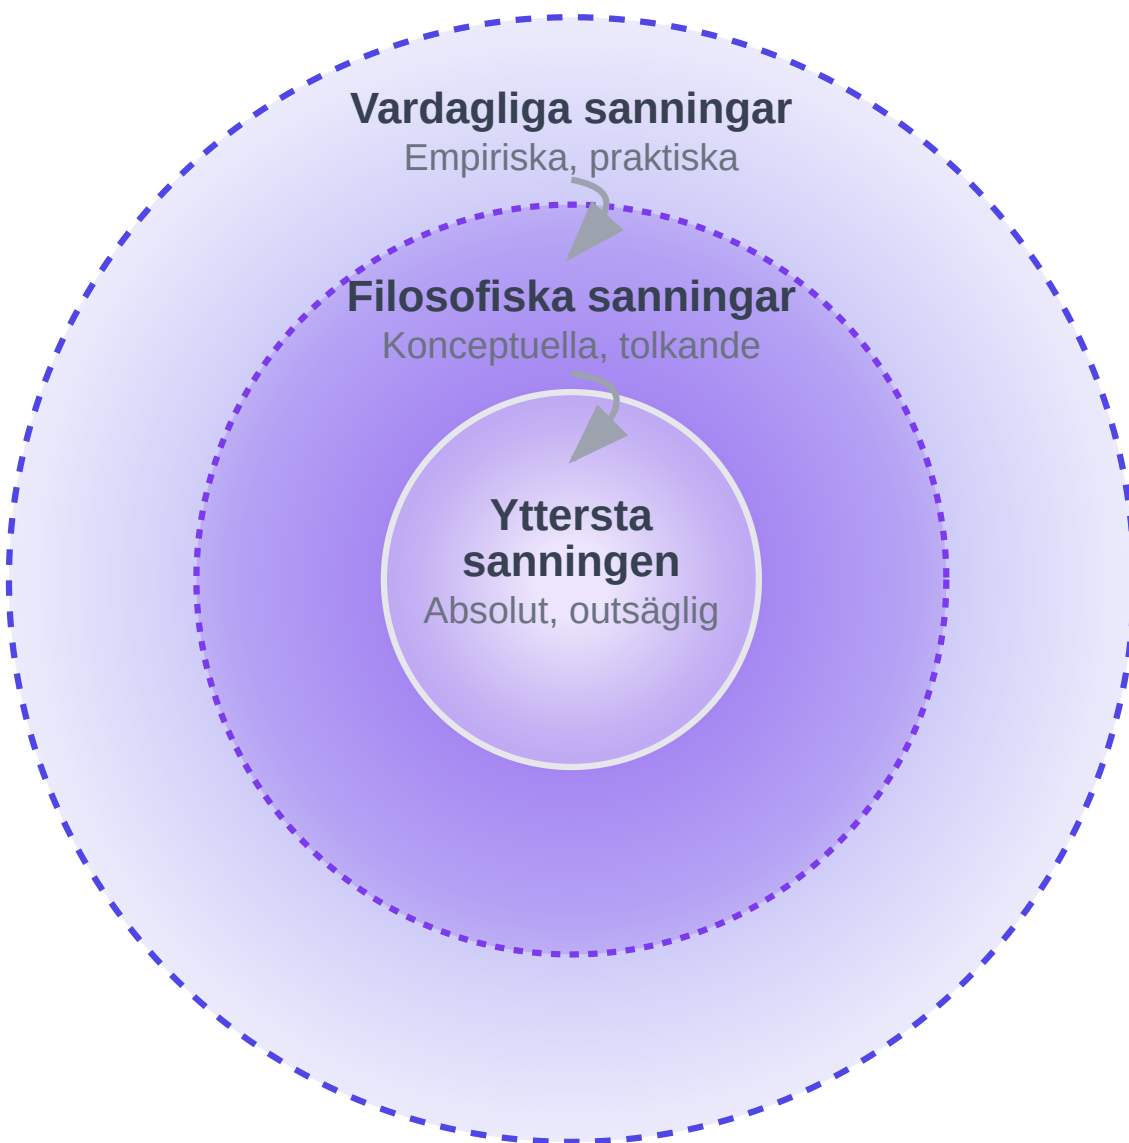 Vardagliga sanningar
Empiriska, praktiska
Filosofiska sanningar
Konceptuella, tolkande
Yttersta
sanningen
Absolut, outsäglig